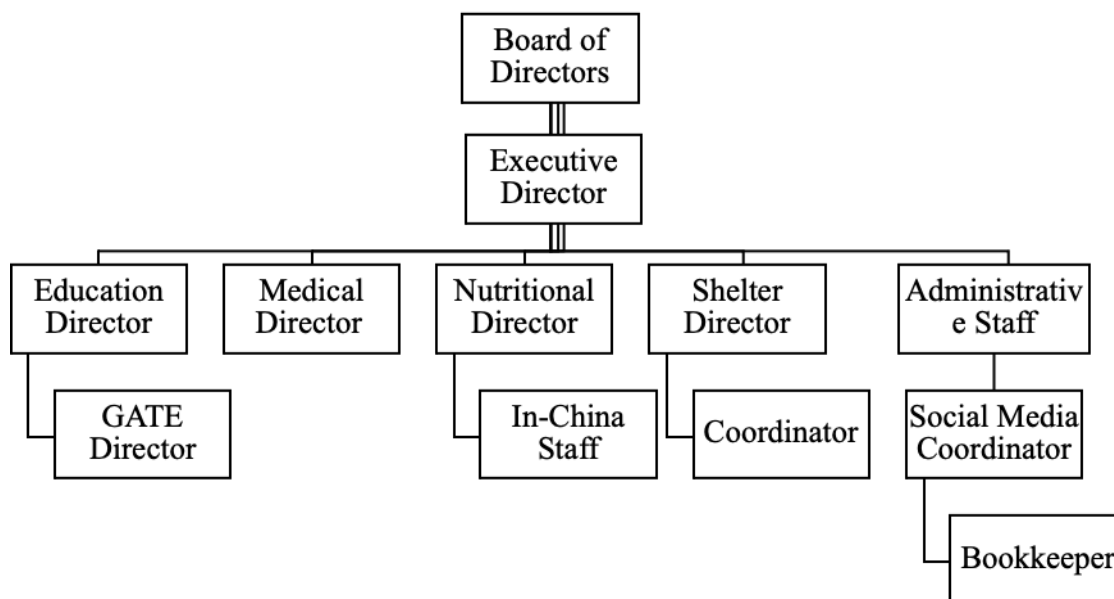 Board of
Directors
Executive
Director
Education
Director
Medical
Director
Nutritional
Director
Shelter
Director
Administrativ
e Staff
GATE
Director
In-China
Staff
Coordinator
Social Media
Coordinator
Bookkeeper